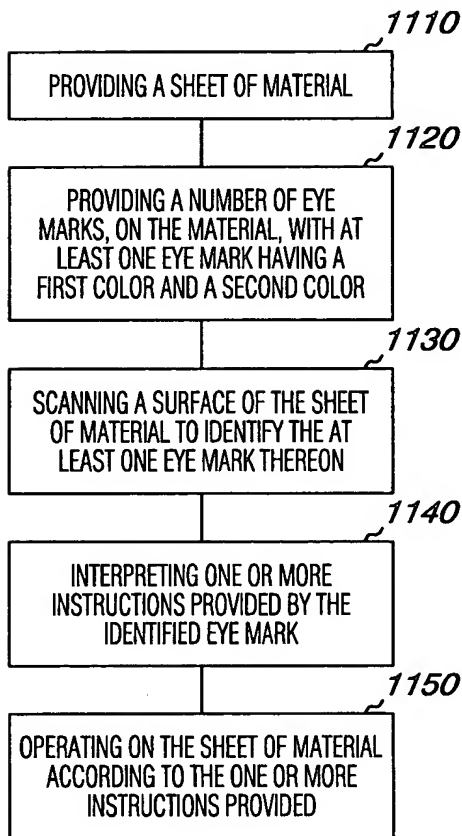 1110
PROVIDING A SHEET OF MATERIAL
1120
PROVIDING A NUMBER OF EYE
MARKS, ON THE MATERIAL, WITH AT
LEAST ONE EYE MARK HAVING A
FIRST COLOR AND A SECOND COLOR
1130
SCANNING A SURFACE OF THE SHEET
OF MATERIAL TO IDENTIFY THE AT
LEAST ONE EYE MARK THEREON
1140
INTERPRETING ONE OR MORE
INSTRUCTIONS PROVIDED BY THE
IDENTIFIED EYE MARK
1150
OPERATING ON THE SHEET OF MATERIAL
ACCORDING TO THE ONE OR MORE
INSTRUCTIONS PROVIDED